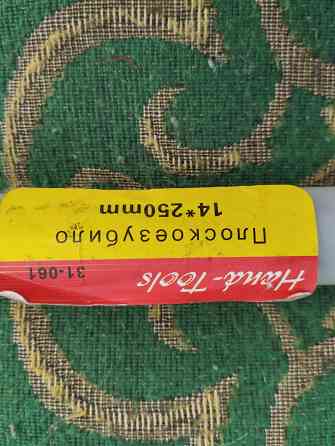 Hand-Tools
31-061
Плоскоезубило
14*250mm